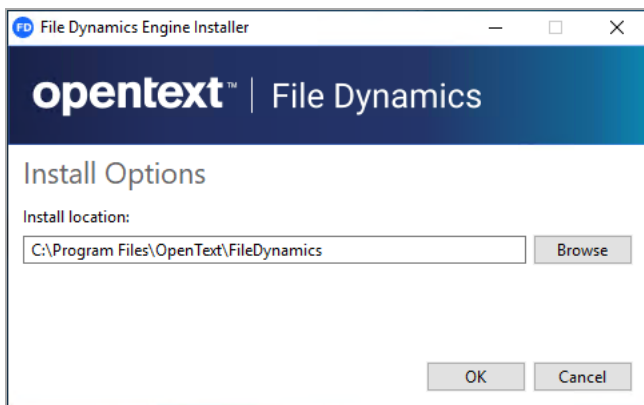 FD File Dynamics Engine Installer
opentext™ | File Dynamics
Install Options
Install location:
C:\Program Files\OpenText\FileDynamics
Browse
OK
Cancel